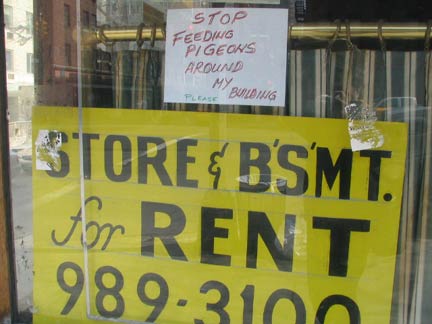 STOP
FEEDING
PIGEONS
AROUND
MY
PLEASE BUILDING
STORE & B'S'MT.
for RENT
989-3100